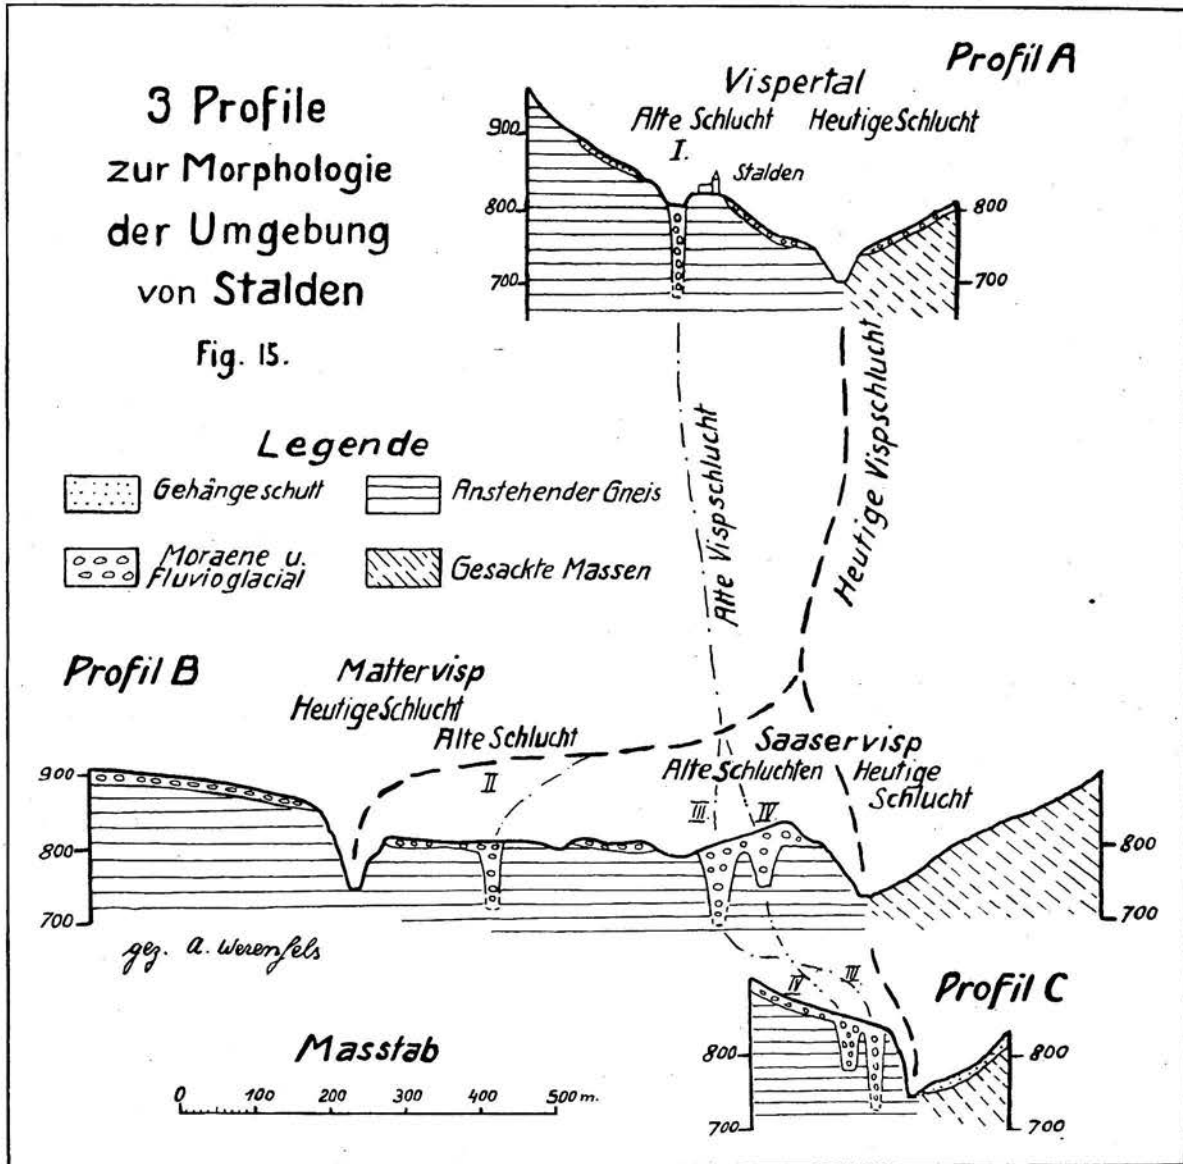 3 Profile
zur Morphologie
der Umgebung
von Stalden
Fig. 15.
Profil A
Vispertal
Alte Schlucht Heutige Schlucht
I.
Stalden
900
800
700
800
700
Legende
Gehängeschutt
Anstehender Gneis
Moraene u.
Fluvioglacial
Gesackte Massen
Alte Vispschlucht
Heutige Vispschlucht
Profil B
Mattervisp
Heutige Schlucht
Alte Schlucht
II
Saaservisp
Alte Schluchten
Heutige
Schlucht
III
IV
900
800
700
800
700
gez. A. Werenfels
Profil C
IV
III
800
700
800
700
Masstab
0 100 200 300 400 500 m.